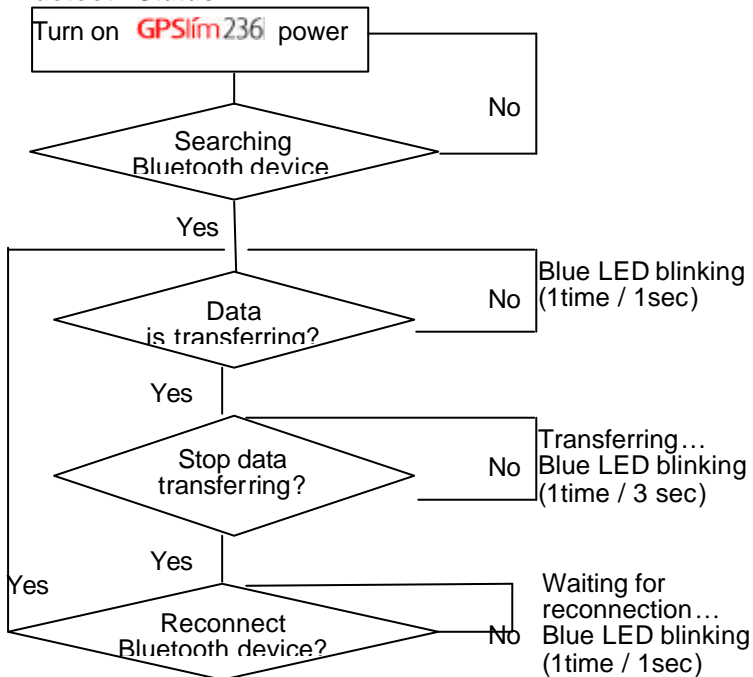 Turn on GPSlim236 power
No
Searching
Bluetooth device
Yes
Blue LED blinking
No (1time / 1sec)
Data
is transferring?
Yes
Transferring...
Stop data
No Blue LED blinking
transferring?
(1time / 3 sec)
Yes
Yes
Waiting for
reconnection...
Reconnect
No Blue LED blinking
Bluetooth device?
(1time / 1sec)